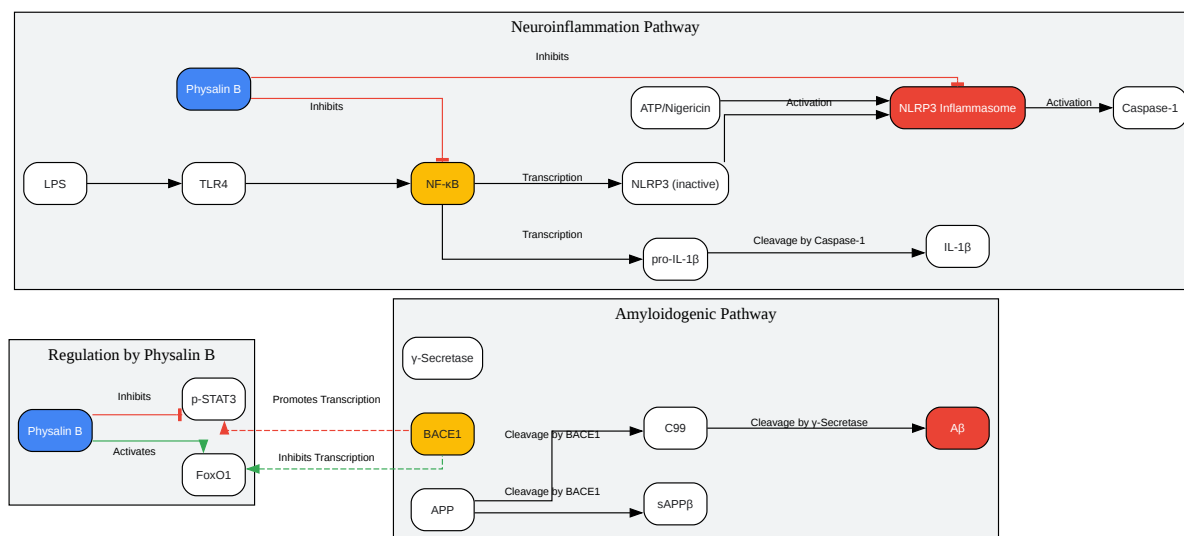 Neuroinflammation Pathway
Inhibits
Physalin B
Inhibits
ATP/Nigericin
Activation
NLRP3 Inflammasome
Activation
Caspase-1
LPS
TLR4
NF-κB
Transcription
NLRP3 (inactive)
Transcription
pro-IL-1β
Cleavage by Caspase-1
IL-1β
Regulation by Physalin B
Inhibits
p-STAT3
Physalin B
Activates
FoxO1
Promotes Transcription
Inhibits Transcription
Amyloidogenic Pathway
γ-Secretase
BACE1
Cleavage by BACE1
C99
Cleavage by γ-Secretase
Aβ
APP
Cleavage by BACE1
sAPPβ